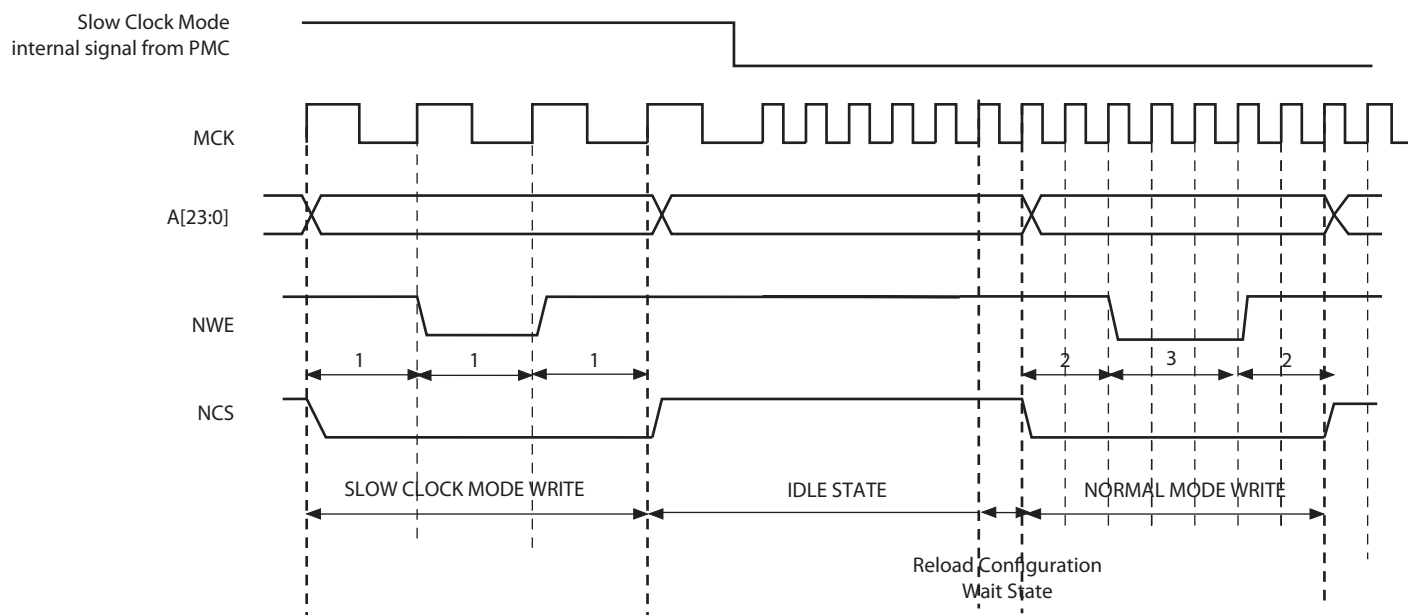 Slow Clock Mode
internal signal from PMC
MCK
A[23:0]
NWE
1 1 1 2 3 2
NCS
SLOW CLOCK MODE WRITE IDLE STATE NORMAL MODE WRITE
Reload Configuration
Wait State